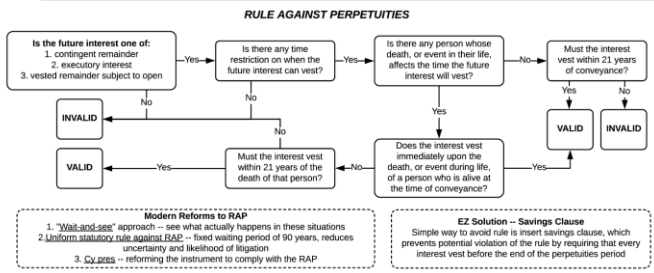 RULE AGAINST PERPETUITIES
Is the future interest one of:
1. contingent remainder
2. executory interest
3. vested remainder subject to open
Yes
Is there any time
restriction on when the
future interest can vest?
Yes
Is there any person whose
death, or event in their life,
affects the time the future
interest will vest?
No
Must the interest
vest within 21 years
of conveyance?
No
No
Yes
Yes
No
INVALID
VALID
INVALID
No
VALID
Yes
Must the interest vest
within 21 years of the
death of that person?
No
Does the interest vest
immediately upon the
death, or event during life,
of a person who is alive at
the time of conveyance?
Yes
Modern Reforms to RAP
1. "Wait-and-see" approach -- see what
actually happens in these situations
2.Uniform statutory rule against RAP -- fixed waiting period of 90 years, reduces
uncertainty and likelihood of litigation
3. Cy pres -- reforming the instrument to comply with the RAP
EZ Solution -- Savings Clause
Simple way to avoid rule is insert savings clause, which
prevents potential violation of the rule by requiring that every
interest vest before the end of the perpetuities period